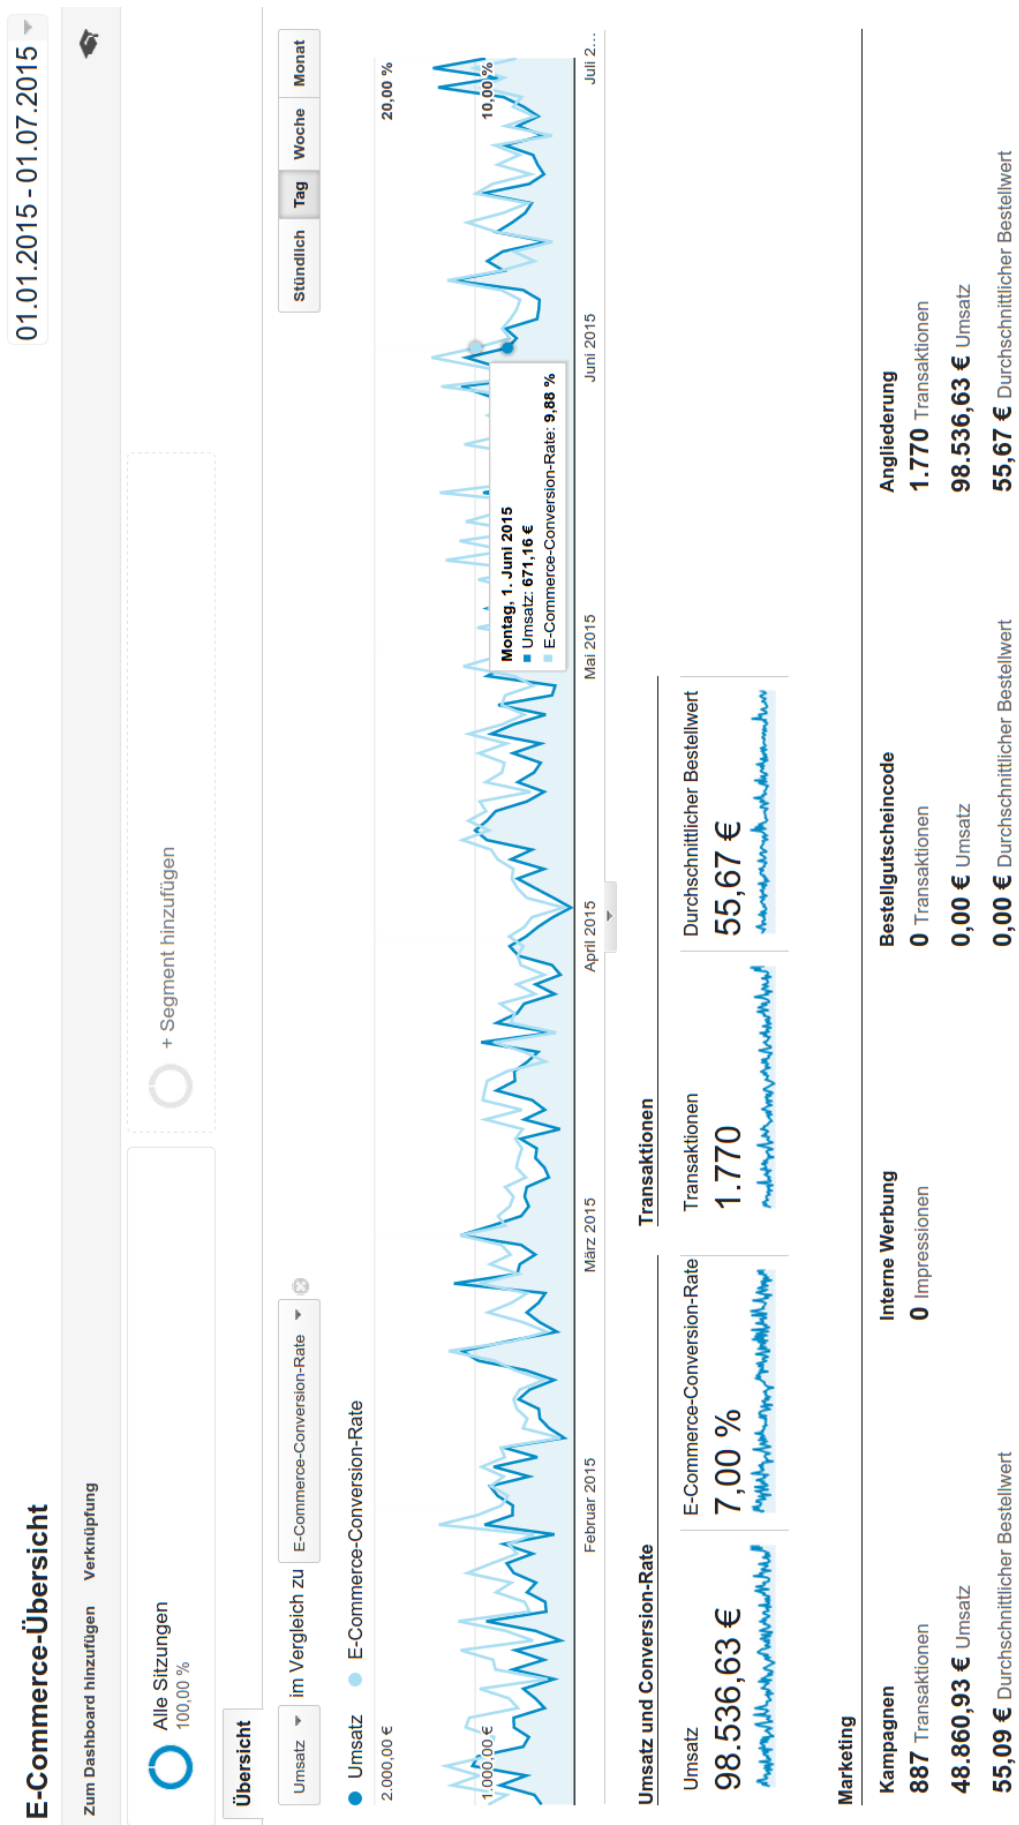 E-Commerce-Übersicht
01.01.2015 - 01.07.2015
Zum Dashboard hinzufügen Verknüpfung
Alle Sitzungen
100,00 %
+ Segment hinzufügen
Übersicht
Umsatz im Vergleich zu E-Commerce-Conversion-Rate
Stündlich Tag Woche Monat
Umsatz E-Commerce-Conversion-Rate
2.000,00 € 20,00 %
1.000,00 € 10,00 %
Montag, 1. Juni 2015
Umsatz: 671,16 €
E-Commerce-Conversion-Rate: 9,88 %
Februar 2015 März 2015 April 2015 Mai 2015 Juni 2015 Juli 2…
Umsatz und Conversion-Rate
Umsatz
98.536,63 €
E-Commerce-Conversion-Rate
7,00 %
Transaktionen
Transaktionen
1.770
Durchschnittlicher Bestellwert
55,67 €
Marketing
Kampagnen
887 Transaktionen
48.860,93 € Umsatz
55,09 € Durchschnittlicher Bestellwert
Interne Werbung
0 Impressionen
Bestellgutscheincode
0 Transaktionen
0,00 € Umsatz
0,00 € Durchschnittlicher Bestellwert
Angliederung
1.770 Transaktionen
98.536,63 € Umsatz
55,67 € Durchschnittlicher Bestellwert